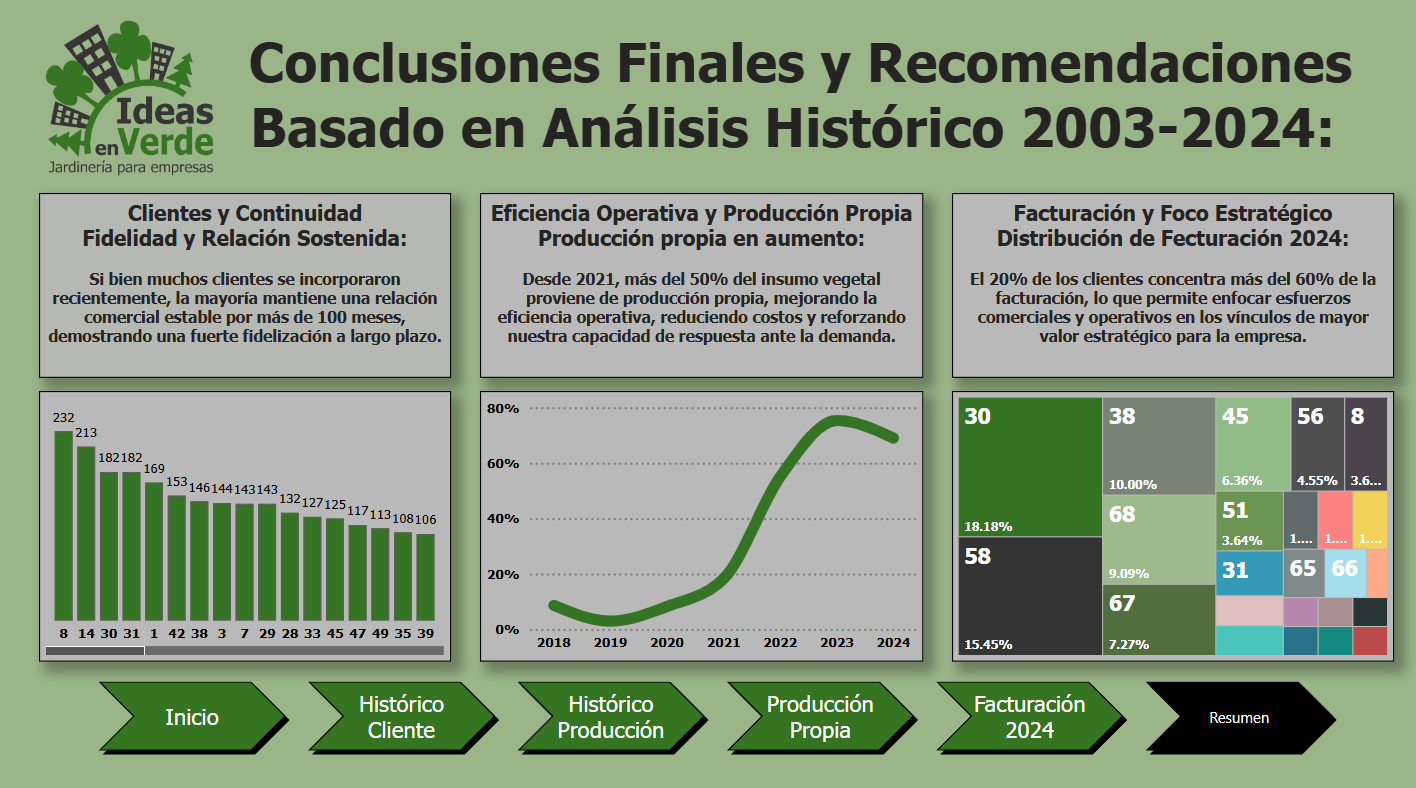 Ideas
en Verde
Jardinería para empresas
Conclusiones Finales y Recomendaciones
Basado en Análisis Histórico 2003-2024:
Clientes y Continuidad
Fidelidad y Relación Sostenida:
Si bien muchos clientes se incorporaron
recientemente, la mayoría mantiene una relación
comercial estable por más de 100 meses,
demostrando una fuerte fidelización a largo plazo.
Eficiencia Operativa y Producción Propia
Producción propia en aumento:
Desde 2021, más del 50% del insumo vegetal
proviene de producción propia, mejorando la
eficiencia operativa, reduciendo costos y reforzando
nuestra capacidad de respuesta ante la demanda.
Facturación y Foco Estratégico
Distribución de Fecturación 2024:
El 20% de los clientes concentra más del 60% de la
facturación, lo que permite enfocar esfuerzos
comerciales y operativos en los vínculos de mayor
valor estratégico para la empresa.
232
213
182 182
169
153
146 144 143 143
132 127 125
117 113 108 106
8 14 30 31 1 42 38 3 7 29 28 33 45 47 49 35 39
80%
60%
40%
20%
0%
2018 2019 2020 2021 2022 2023 2024
30
18.18%
58
15.45%
38
10.00%
68
9.09%
67
7.27%
45
6.36%
56
4.55%
8
3.6...
51
3.64%
1.... 1.... 1....
31
65
66
Inicio
Histórico
Cliente
Histórico
Producción
Producción
Propia
Facturación
2024
Resumen